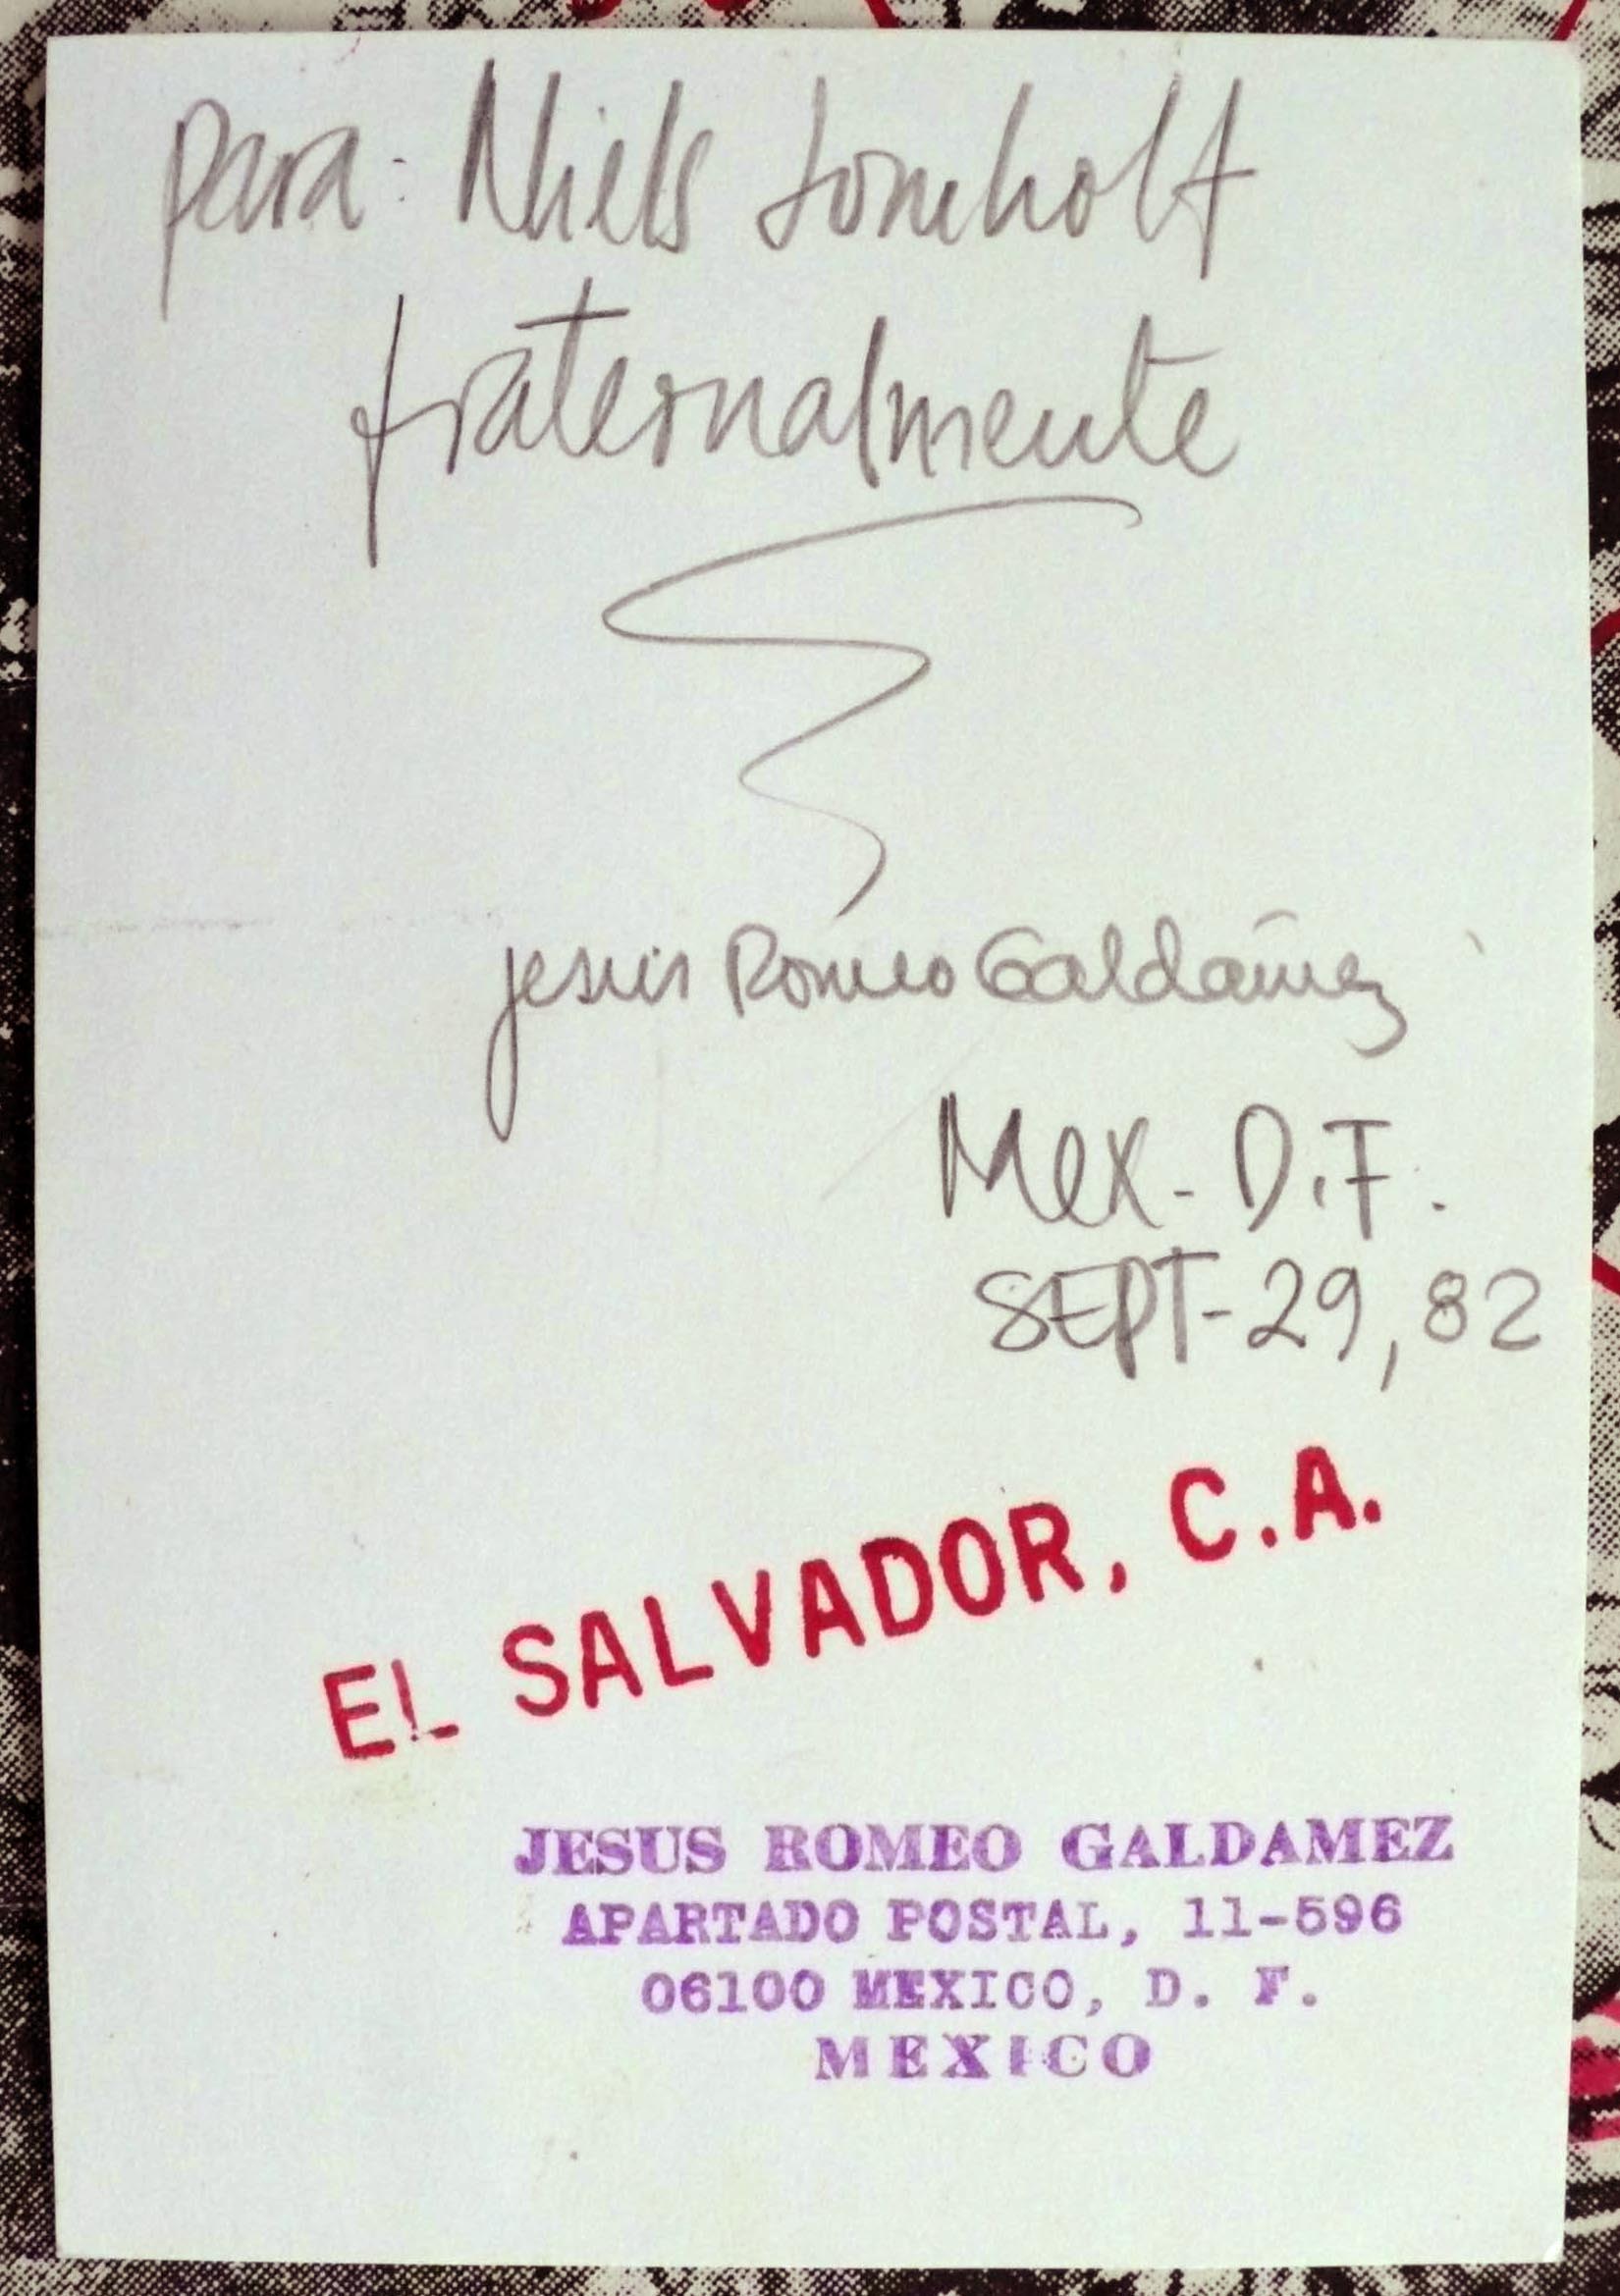 para: Niels Lomholt
fraternalmente
Jesús Romeo Galdámez
Mex- D.F.
SEPT-29,82
EL SALVADOR, C.A.
JESUS ROMEO GALDAMEZ
APARTADO POSTAL, 11-596
06100 MEXICO, D. F.
MEXICO